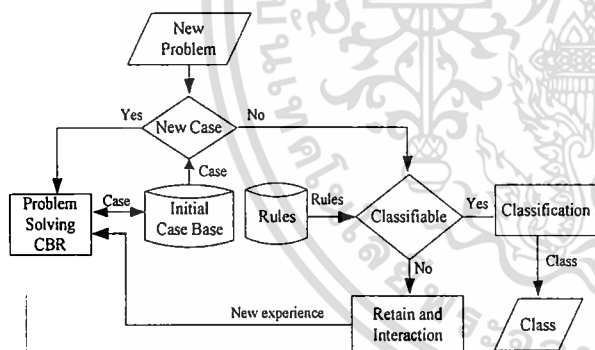 New
Problem
Yes
New Case
No
Case
Problem
Solving
CBR
Case
Initial
Case Base
Rules
Rules
Classifiable
Yes
Classification
No
Class
New experience
Retain and
Interaction
Class